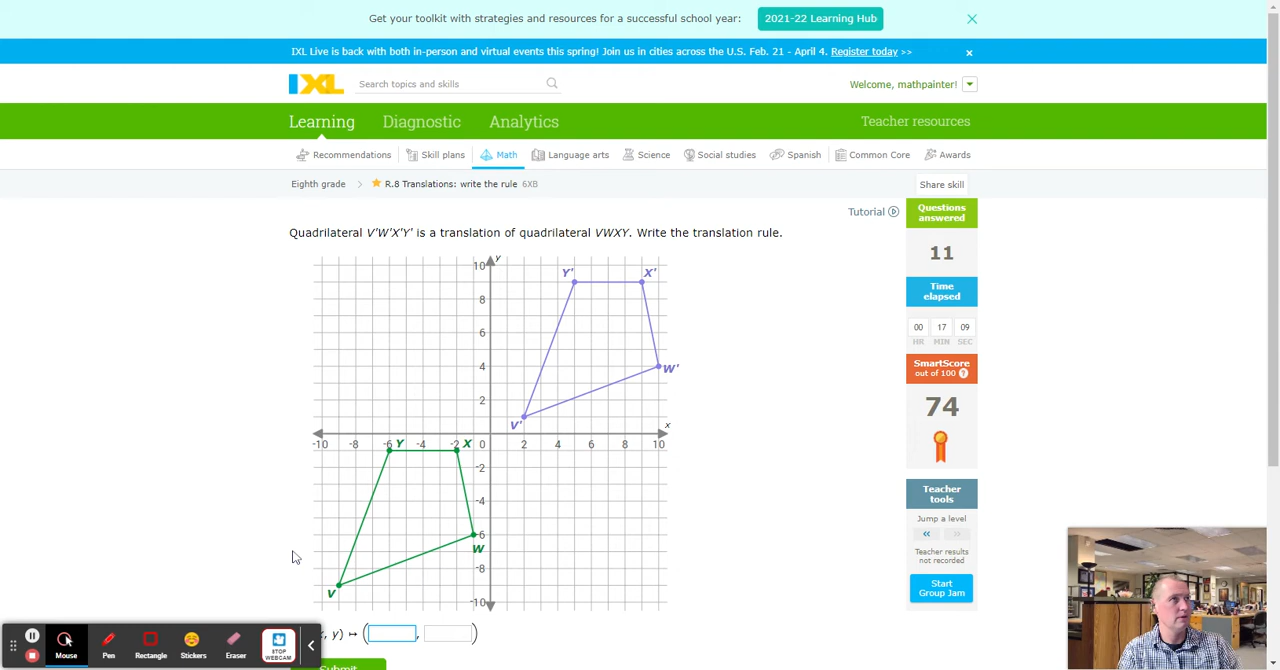 Get your toolkit with strategies and resources for a successful school year: 2021-22 Learning Hub
IXL Live is back with both in-person and virtual events this spring! Join us in cities across the U.S. Feb. 21 - April 4. Register today >>
IXL Search topics and skills Welcome, mathpainter!
Learning Diagnostic Analytics Teacher resources
Recommendations Skill plans Math Language arts Science Social studies Spanish Common Core Awards
Eighth grade > R.8 Translations: write the rule 6XB Share skill
Tutorial
Questions answered
11
Quadrilateral V'W'X'Y' is a translation of quadrilateral VWXY. Write the translation rule.
10 y
Y' X'
8
6
4 W'
2
V' x
-10 -8 -6 Y -4 -2 X 0 2 4 6 8 10
-2
-4
-6
W
-8
V
-10
Time elapsed
00 17 09
HR MIN SEC
SmartScore
out of 100 ?
74
Teacher tools
Jump a level
<< >>
Teacher results not recorded
Start Group Jam
, y) ↦ ( , )
Submit
Mouse Pen Rectangle Stickers Eraser STOP WEBCAM